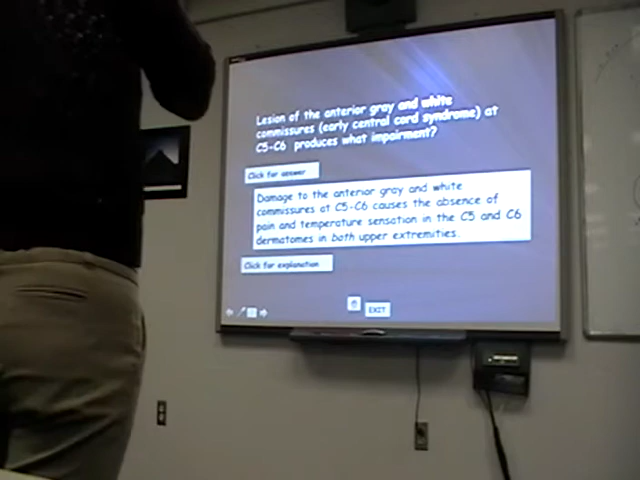 Lesion of the anterior gray and white
commissures (early central cord syndrome) at
C5-C6 produces what impairment?
Click for answer
Damage to the anterior gray and white
commissures at C5-C6 causes the absence of
pain and temperature sensation in the C5 and C6
dermatomes in both upper extremities.
Click for explanation
EXIT